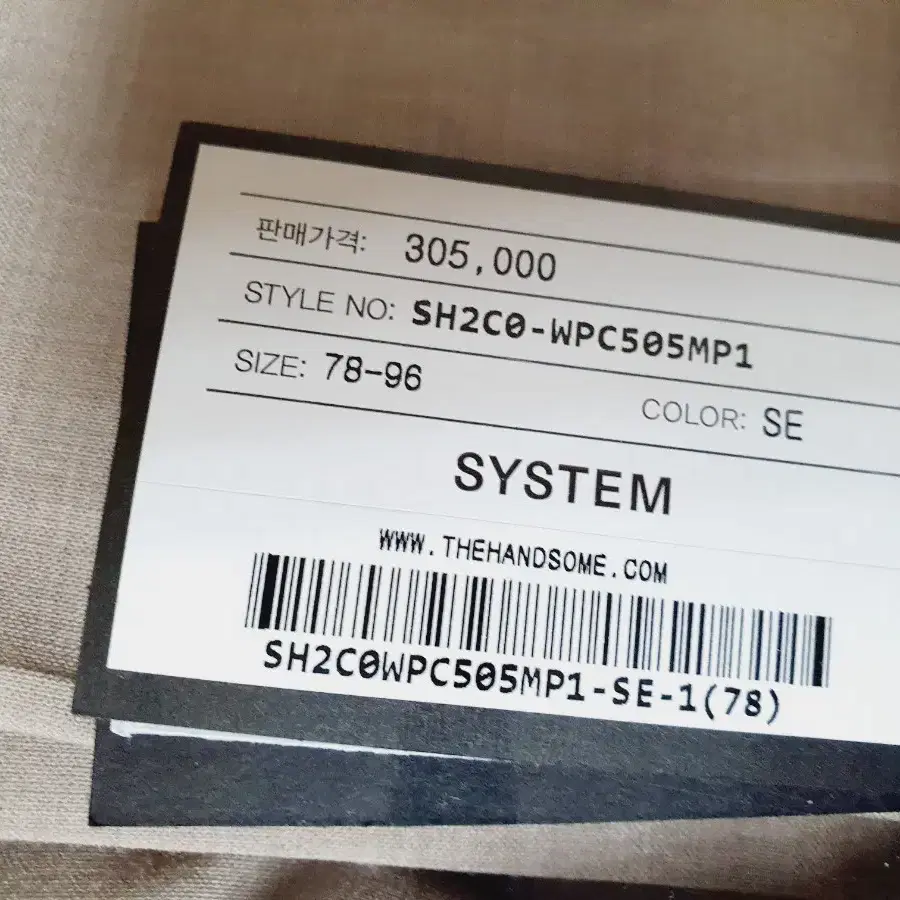 판매가격: 305,000
STYLE NO: SH2C0-WPC505MP1
SIZE: 78-96
COLOR: SE
SYSTEM
WWW.THEHANDSOME.COM
SH2C0WPC505MP1-SE-1(78)